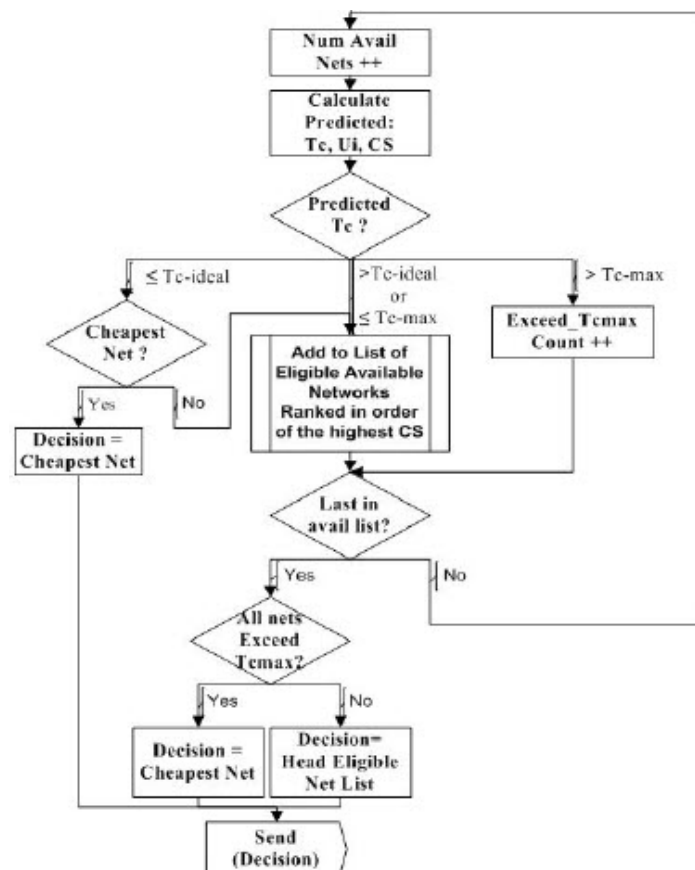 Num Avail
Nets ++
Calculate
Predicted:
Tc, Ui, CS
Predicted
Tc ?
≤ Tc-ideal
>Tc-ideal
or
≤ Tc-max
> Tc-max
Cheapest
Net ?
Exceed_Tcmax
Count ++
Add to List of
Eligible Available
Networks
Ranked in order
of the highest CS
Yes
No
Decision =
Cheapest Net
Last in
avail list?
Yes
No
All nets
Exceed
Tcmax?
Yes
No
Decision =
Cheapest Net
Decision=
Head Eligible
Net List
Send
(Decision)